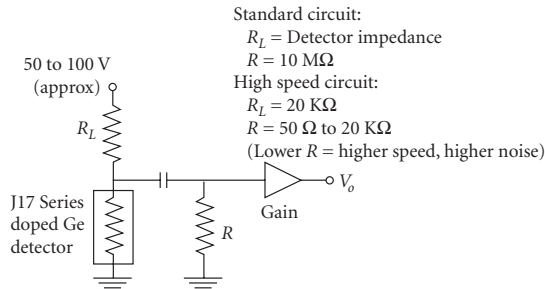 Standard circuit:
R_L = Detector impedance
R = 10 MΩ
High speed circuit:
R_L = 20 KΩ
R = 50 Ω to 20 KΩ
(Lower R = higher speed, higher noise)
50 to 100 V
(approx)
R_L
J17 Series
doped Ge
detector
R
Gain
V_o